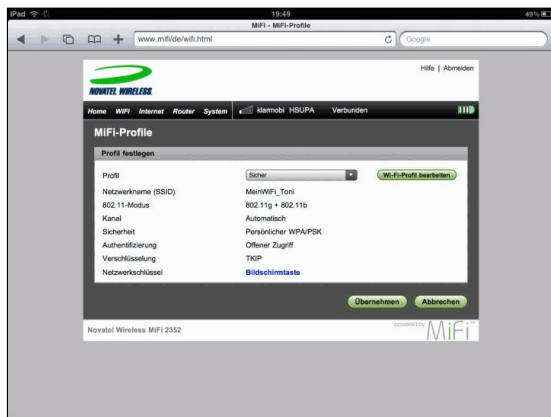 iPad 19:49 49%
MiFi - MiFi-Profile
www.mifi/de/wifi.html Google
Hilfe | Abmelden
NOVATEL WIRELESS.
Home WiFi Internet Router System klarmobi HSUPA Verbunden
MiFi-Profile
Profil festlegen
Profil Sicher Wi-Fi-Profil bearbeiten
Netzwerkname (SSID) MeinWiFi_Toni
802.11-Modus 802.11g + 802.11b
Kanal Automatisch
Sicherheit Persönlicher WPA/PSK
Authentifizierung Offener Zugriff
Verschlüsselung TKIP
Netzwerkschlüssel Bildschirmtaste
Übernehmen Abbrechen
Novatel Wireless MiFi 2352 powered by MiFi™